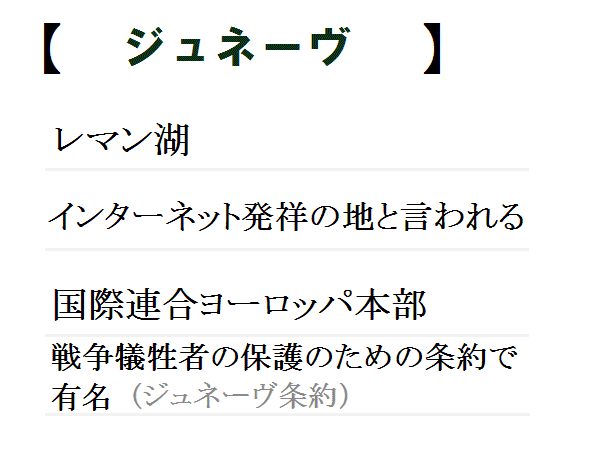 【 ジュネーヴ 】
レマン湖
インターネット発祥の地と言われる
国際連合ヨーロッパ本部
戦争犠牲者の保護のための条約で
有名（ジュネーヴ条約）